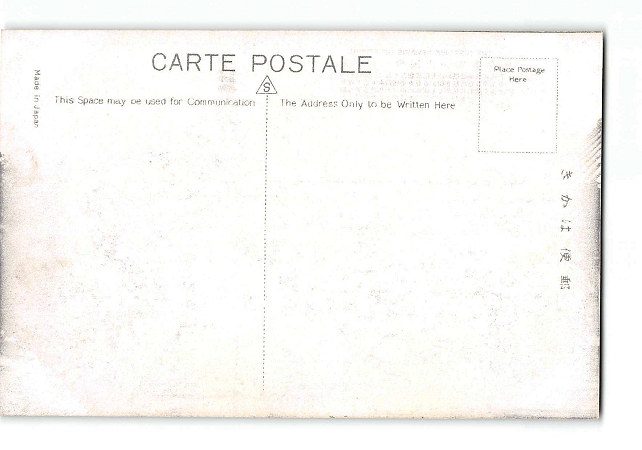 CARTE POSTALE
S
Place Postage
Here
Made in Japan
This Space may be used for Communication
The Address Only to be Written Here
きかは便郵